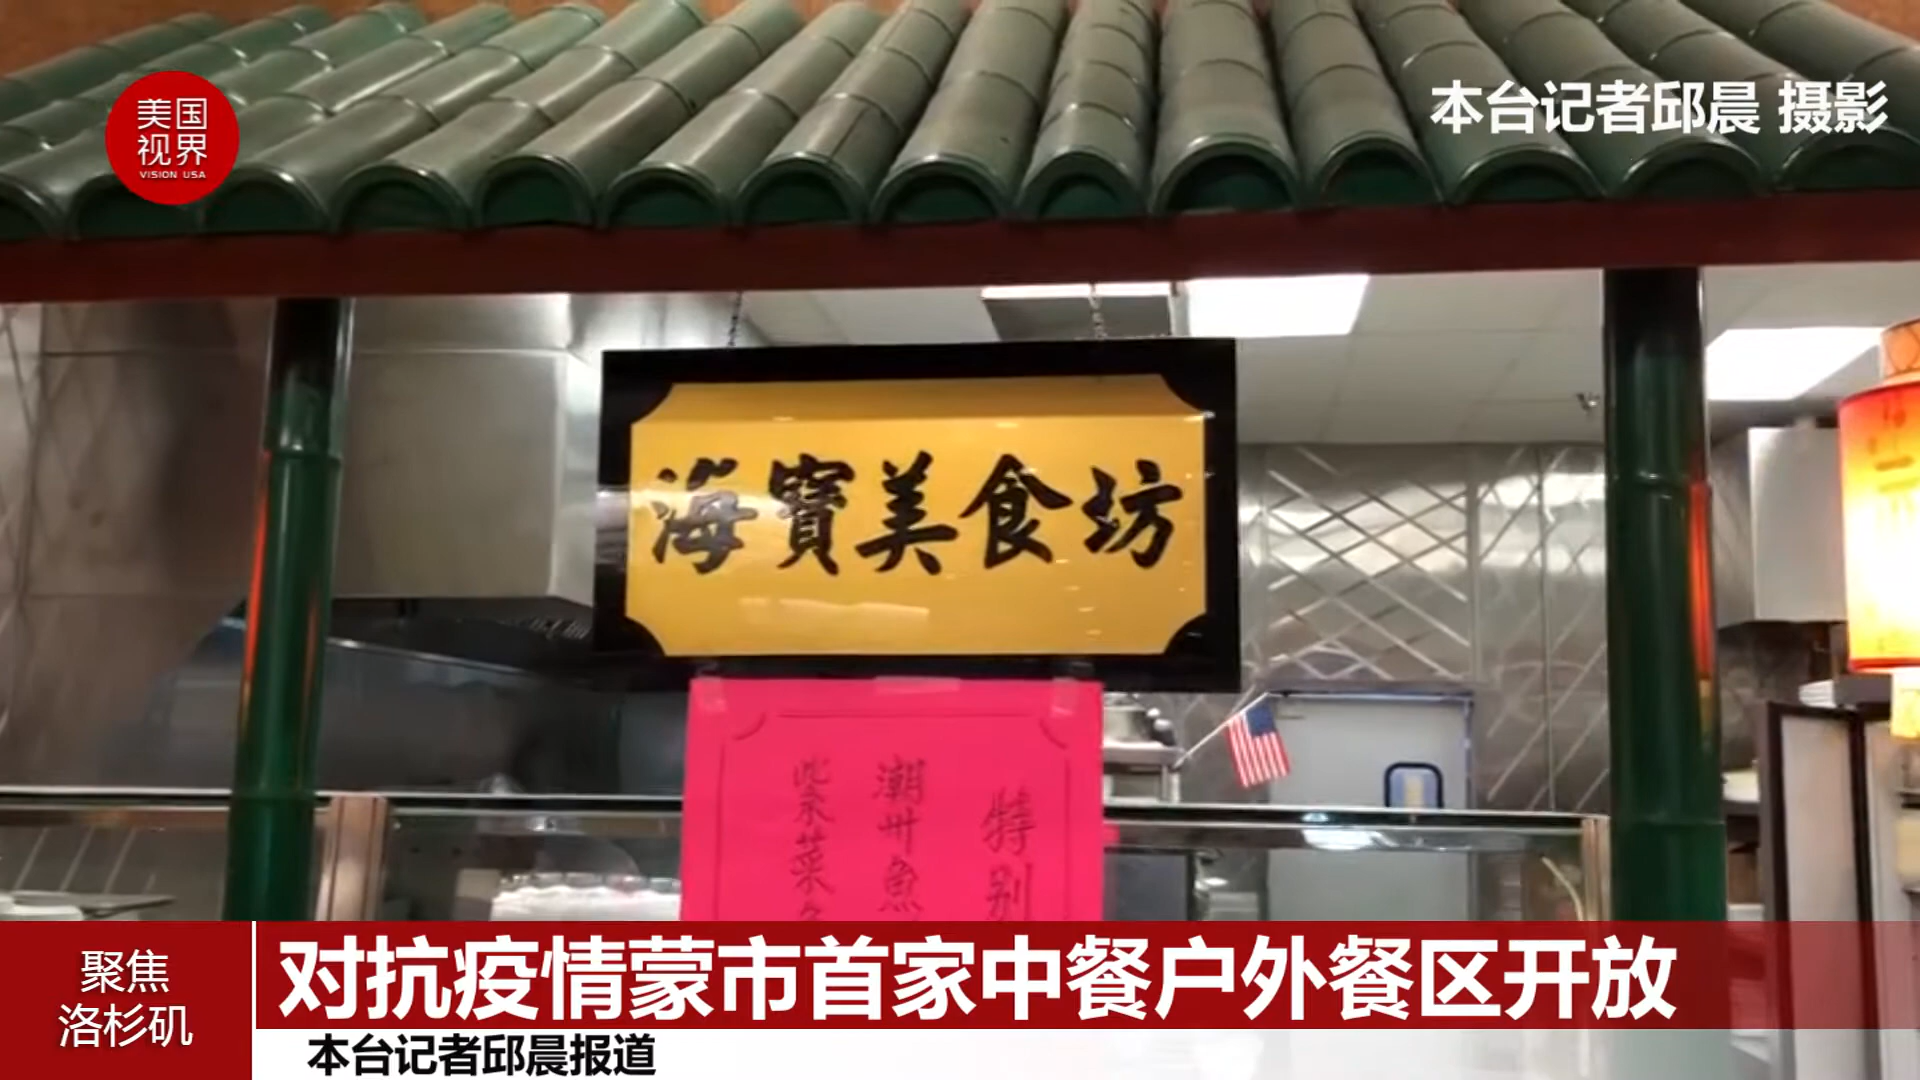 美国
视界
VISION USA
本台记者邱晨 摄影
海寶美食坊
特别
潮州魚
紫菜
聚焦
洛杉矶
对抗疫情蒙市首家中餐户外餐区开放
本台记者邱晨报道